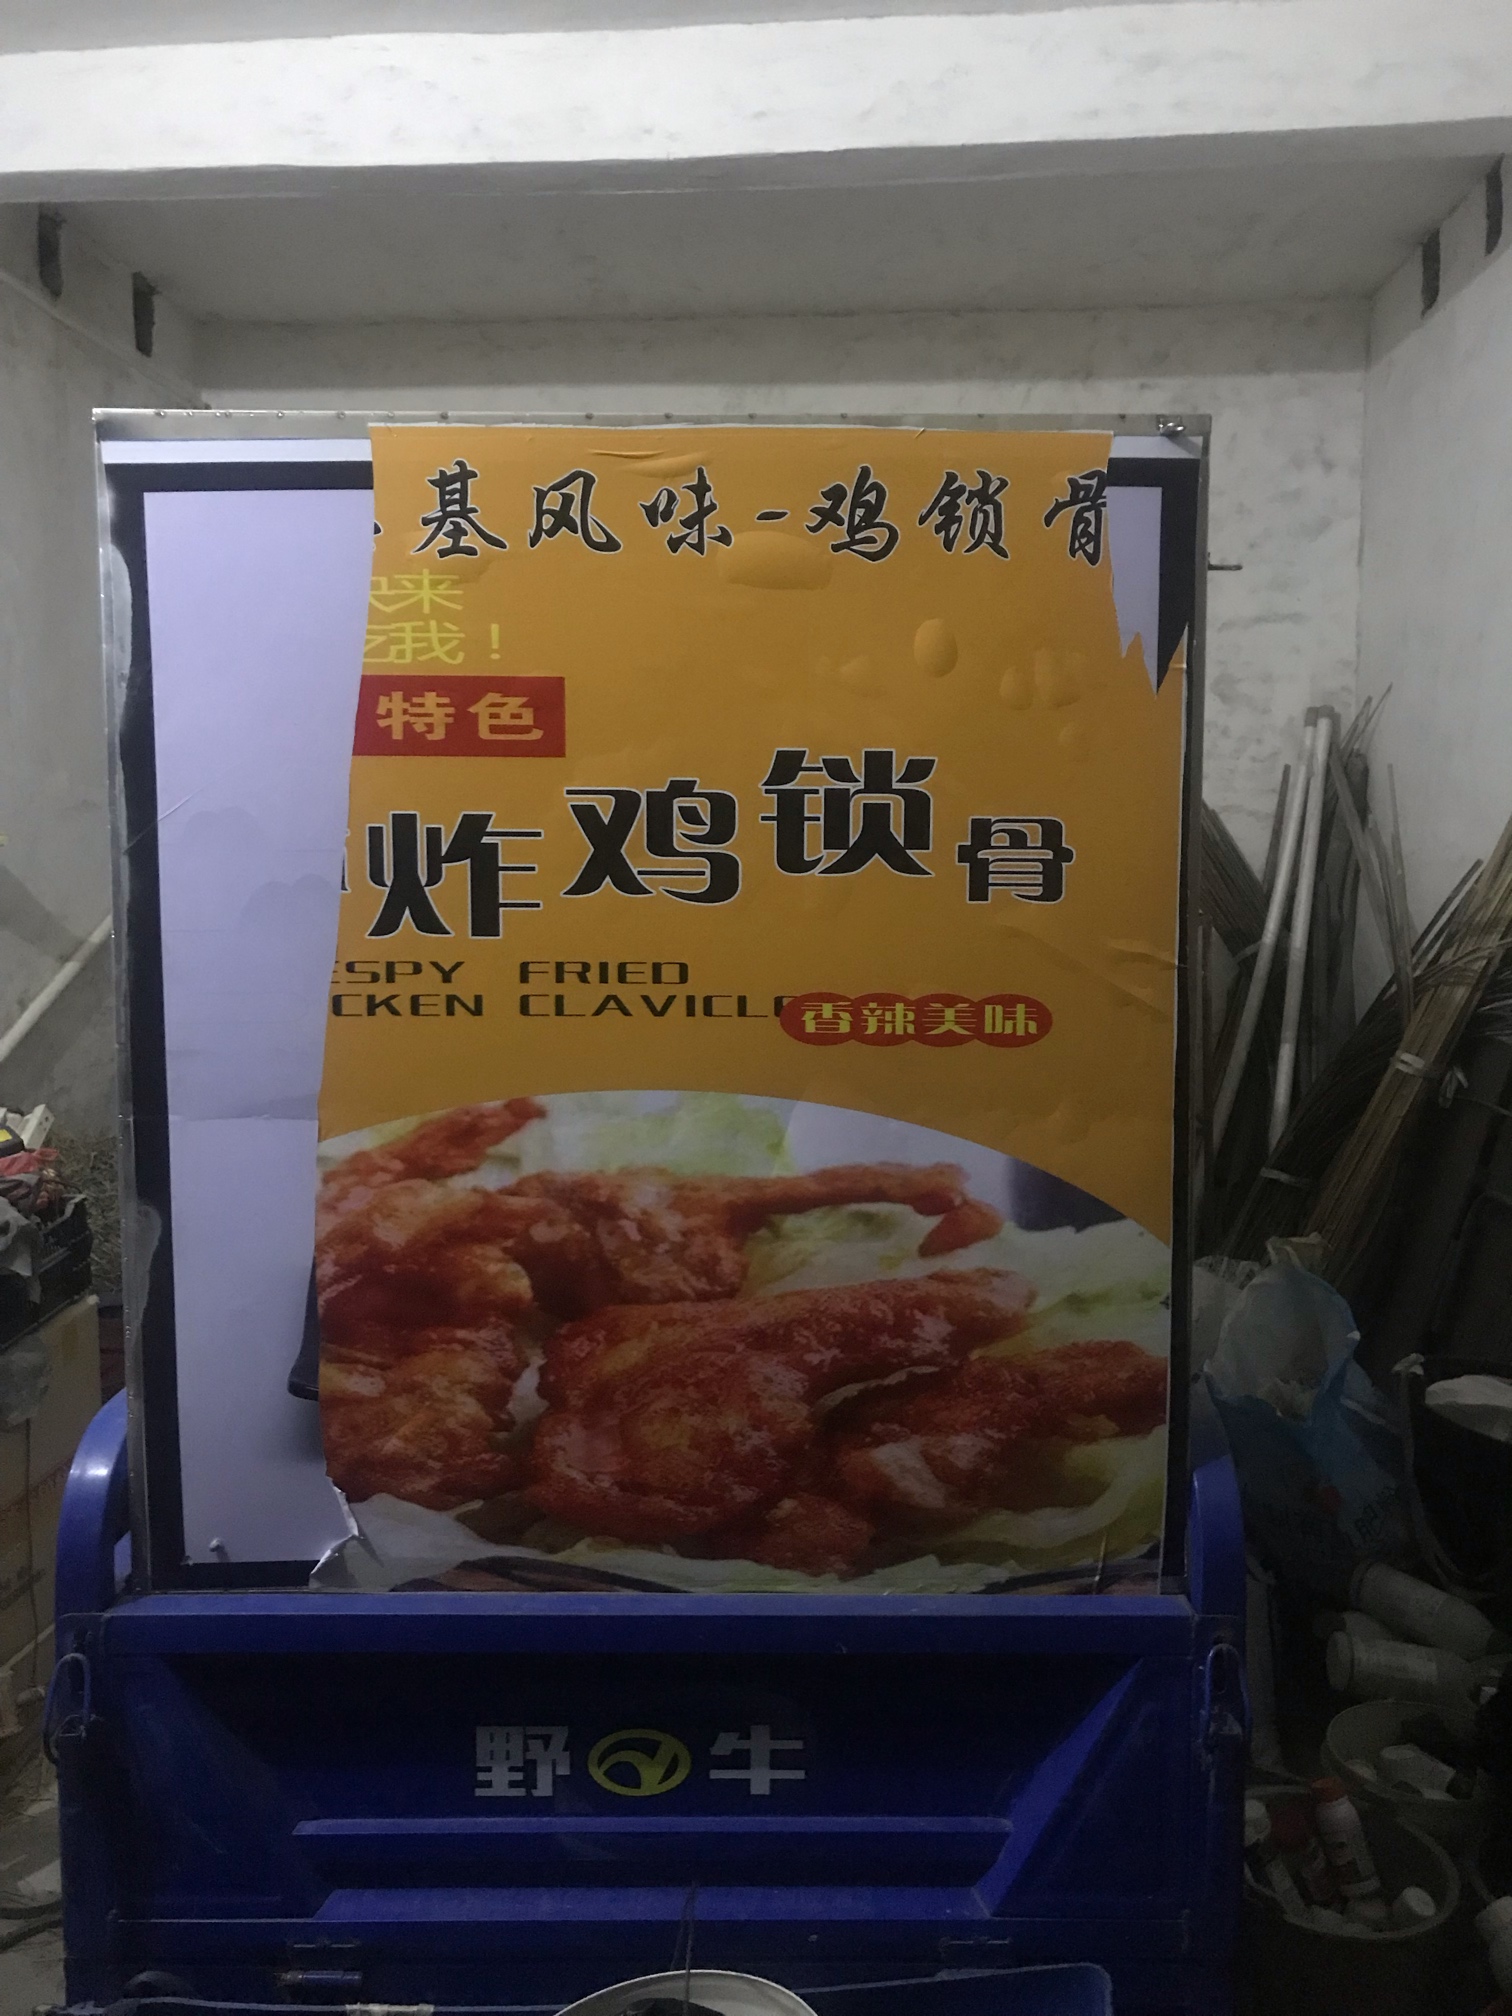 基风味-鸡锁骨
来
我!
特色
炸鸡锁骨
ESPY FRIED
CKEN CLAVICLE
香辣美味
野牛